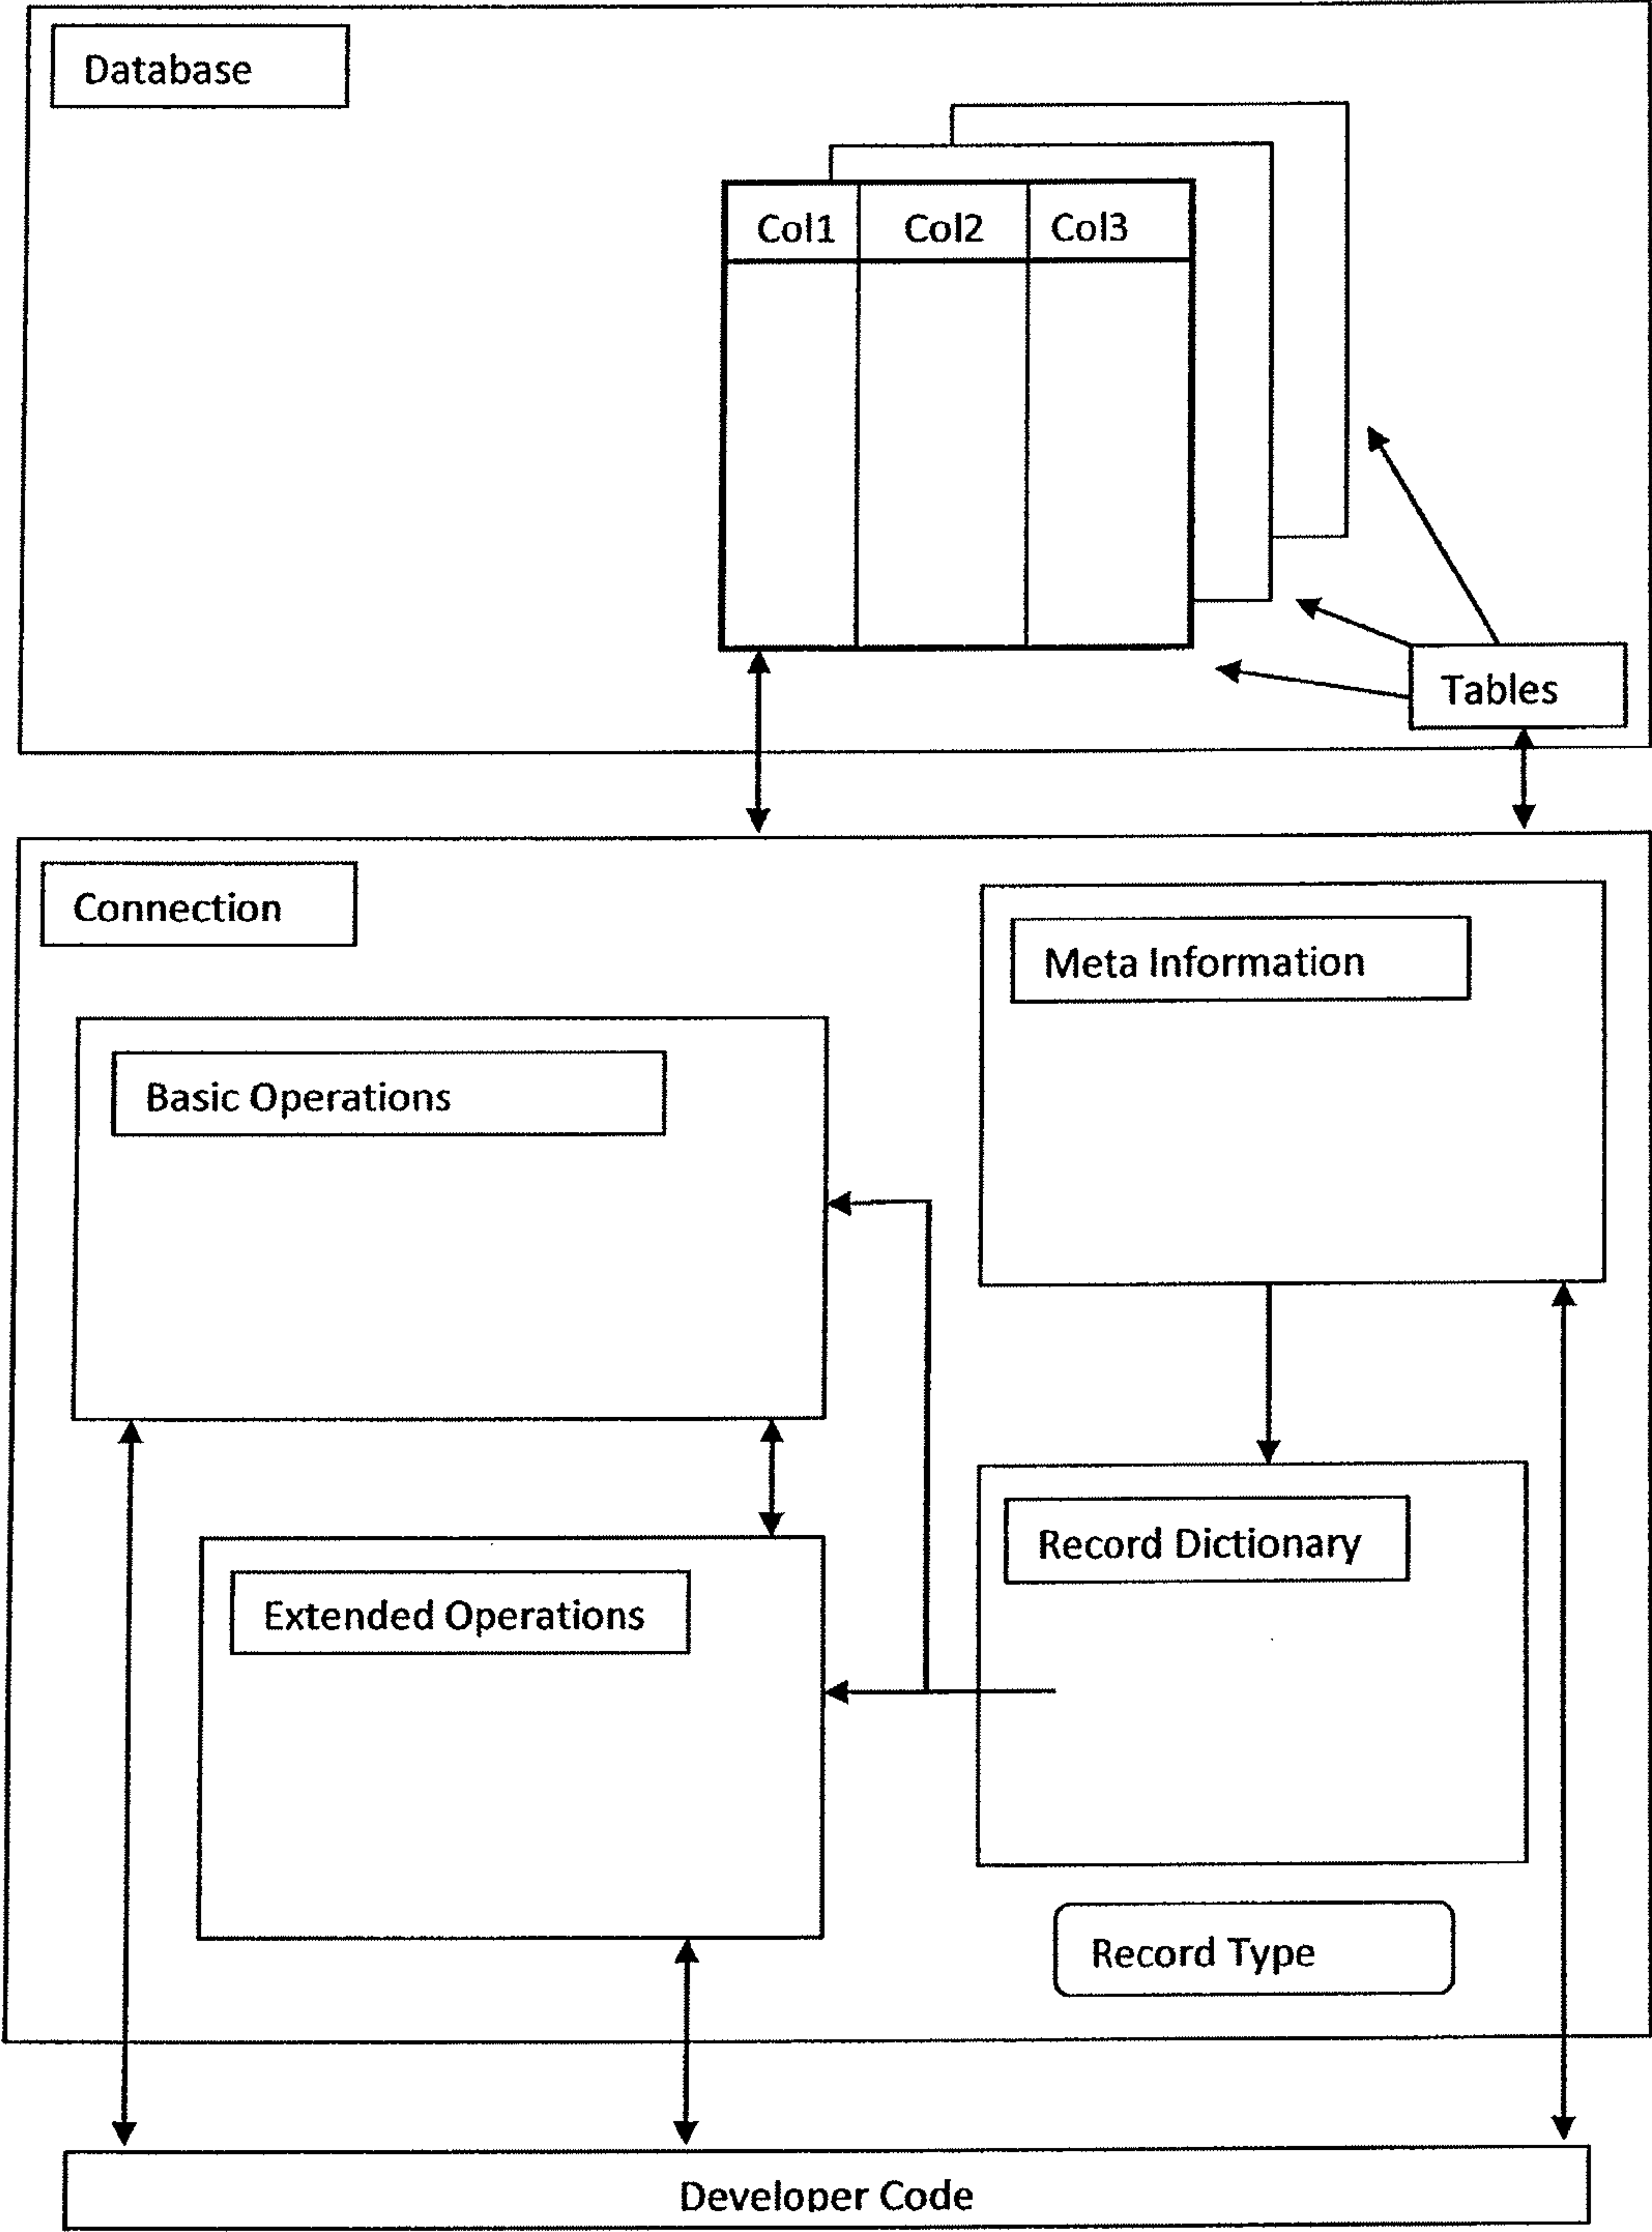 Database
Col1 Col2 Col3
Tables
Connection
Meta Information
Basic Operations
Record Dictionary
Extended Operations
Record Type
Developer Code